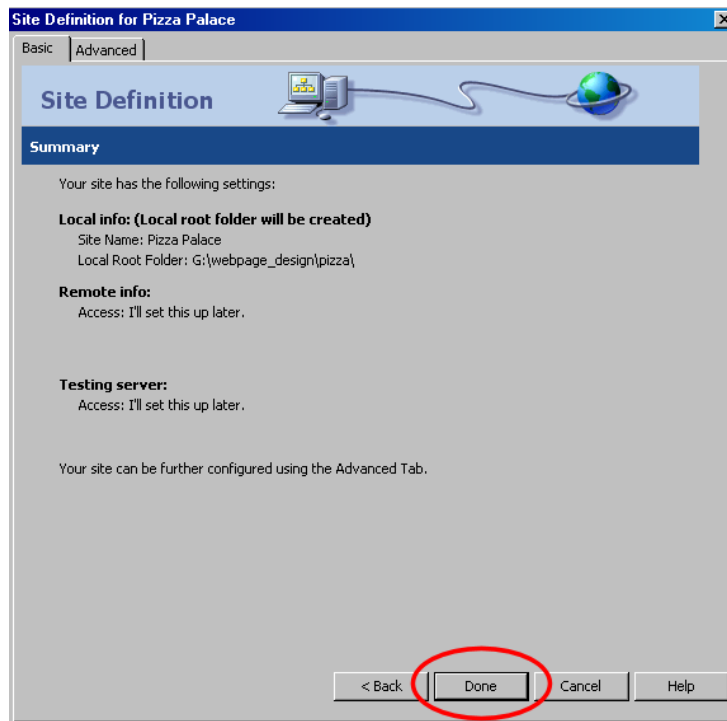 Site Definition for Pizza Palace
Basic Advanced
Site Definition
Summary
Your site has the following settings:
Local info: (Local root folder will be created)
Site Name: Pizza Palace
Local Root Folder: G:\webpage_design\pizza\
Remote info:
Access: I'll set this up later.
Testing server:
Access: I'll set this up later.
Your site can be further configured using the Advanced Tab.
< Back Done Cancel Help